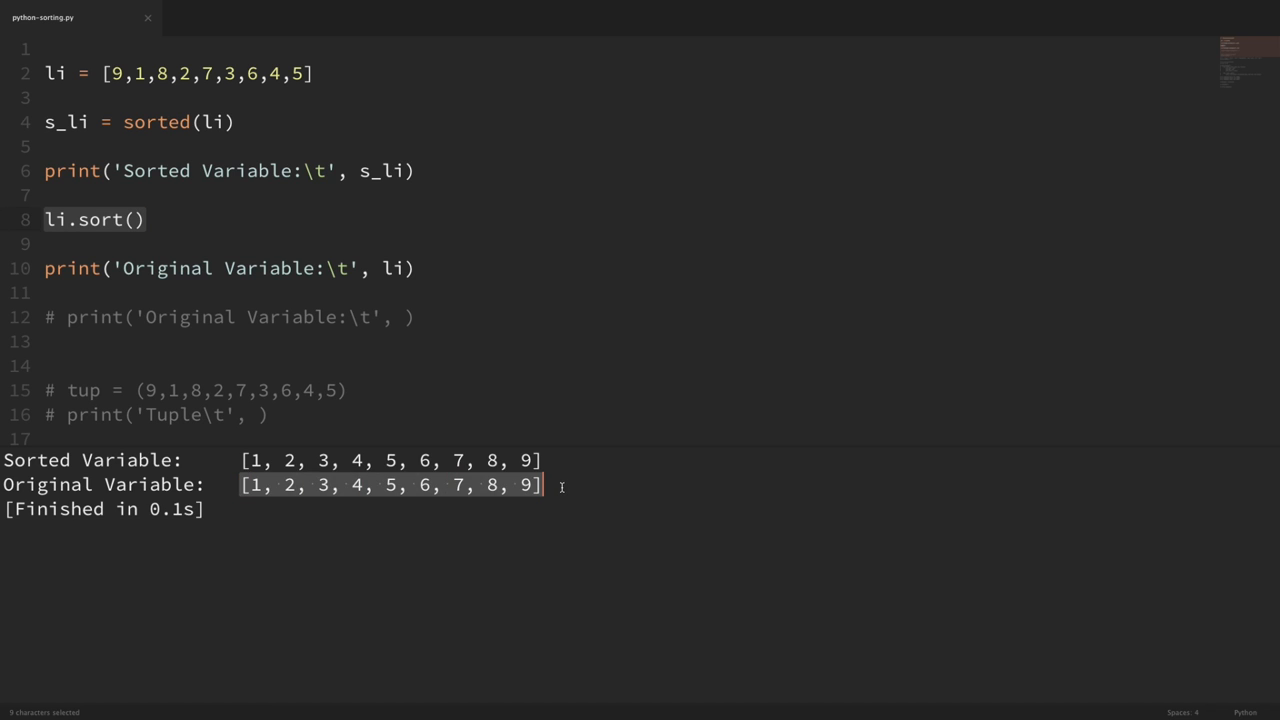 python-sorting.py ×
1
2 li = [9,1,8,2,7,3,6,4,5]
3
4 s_li = sorted(li)
5
6 print('Sorted Variable:\t', s_li)
7
8 li.sort()
9
10 print('Original Variable:\t', li)
11
12 # print('Original Variable:\t', )
13
14
15 # tup = (9,1,8,2,7,3,6,4,5)
16 # print('Tuple\t', )
17
Sorted Variable: [1, 2, 3, 4, 5, 6, 7, 8, 9]
Original Variable: [1, 2, 3, 4, 5, 6, 7, 8, 9]
[Finished in 0.1s]
9 characters selected Spaces: 4 Python